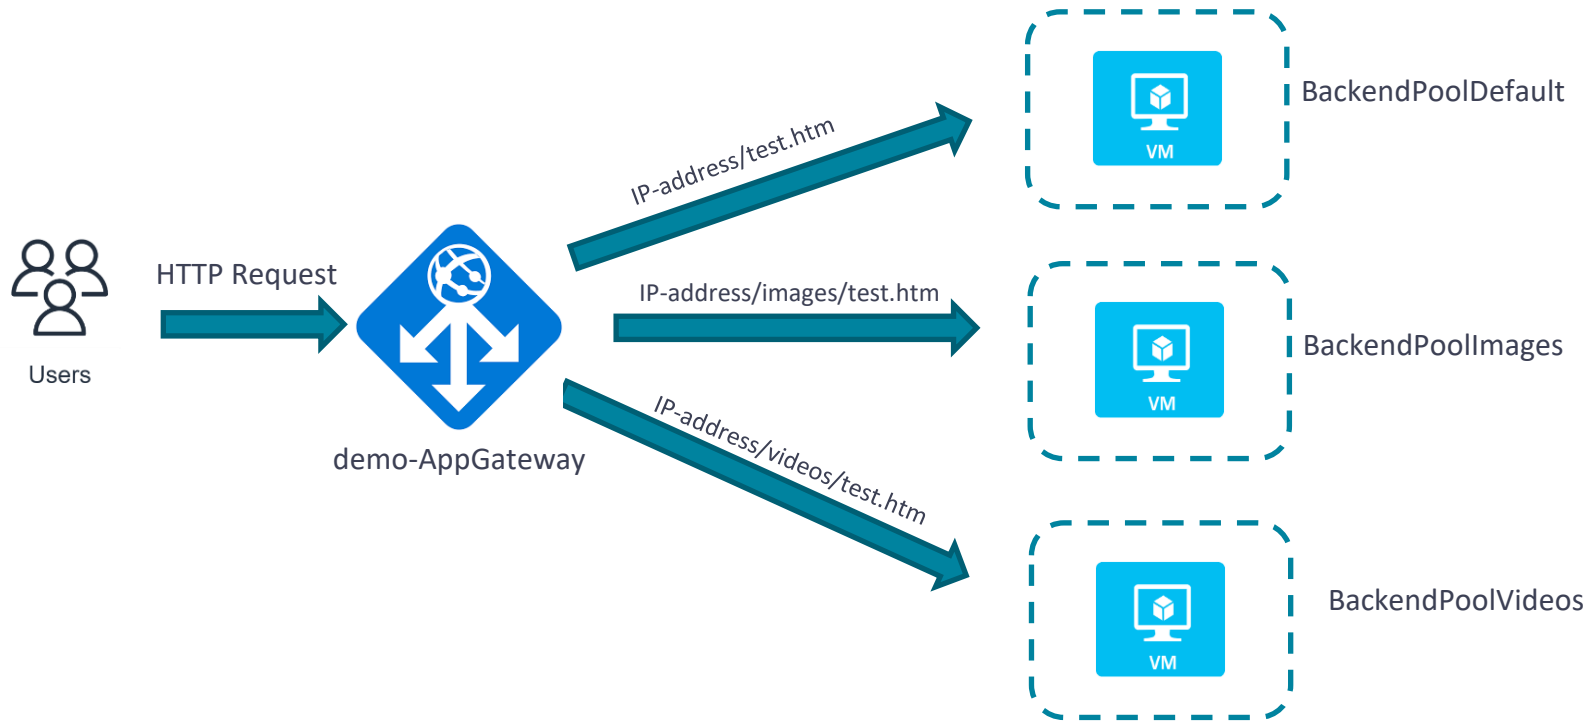 Users
HTTP Request
demo-AppGateway
IP-address/test.htm
IP-address/images/test.htm
IP-address/videos/test.htm
VM
BackendPoolDefault
VM
BackendPoolImages
VM
BackendPoolVideos